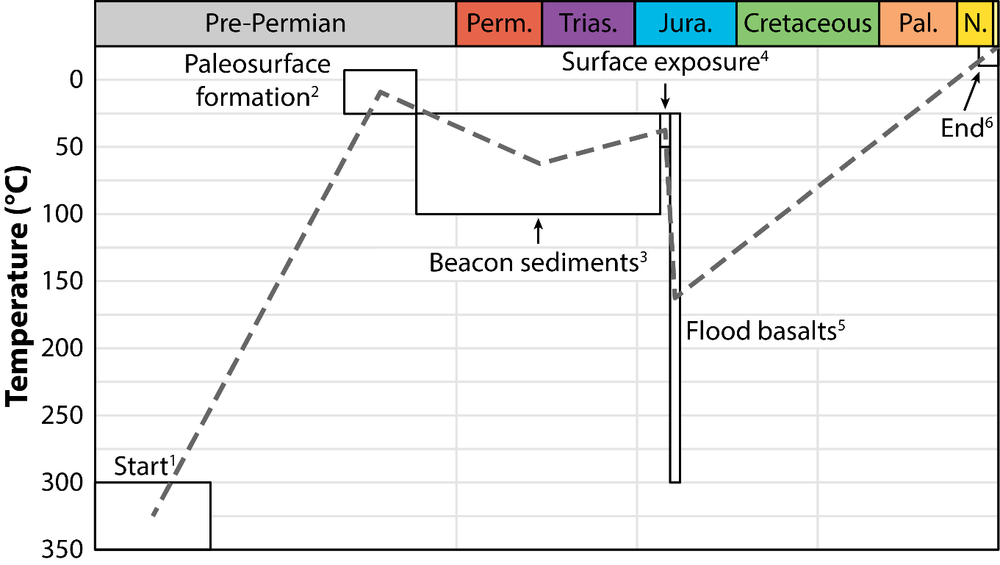 Pre-Permian Perm. Trias. Jura. Cretaceous Pal. N.
Paleosurface
formation²
Surface exposure⁴
End⁶
Beacon sediments³
Flood basalts⁵
Start¹
Temperature (°C)
0
50
100
150
200
250
300
350